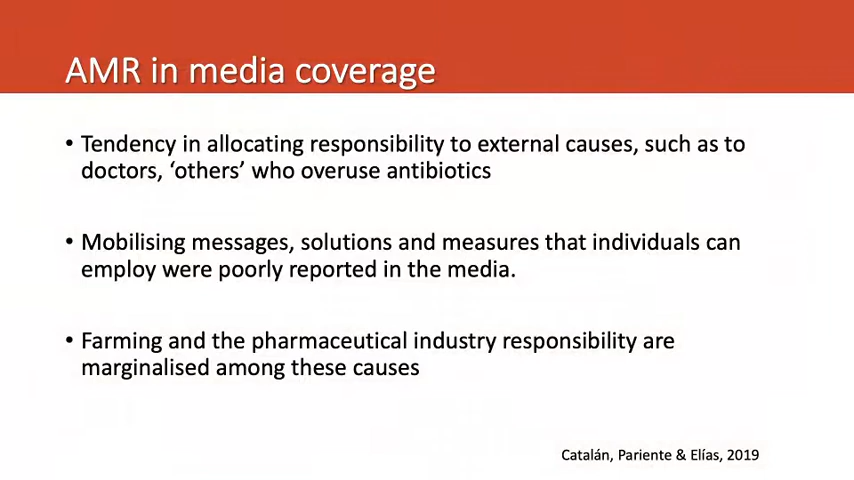 AMR in media coverage
• Tendency in allocating responsibility to external causes, such as to
doctors, ‘others’ who overuse antibiotics
• Mobilising messages, solutions and measures that individuals can
employ were poorly reported in the media.
• Farming and the pharmaceutical industry responsibility are
marginalised among these causes
Catalán, Pariente & Elías, 2019